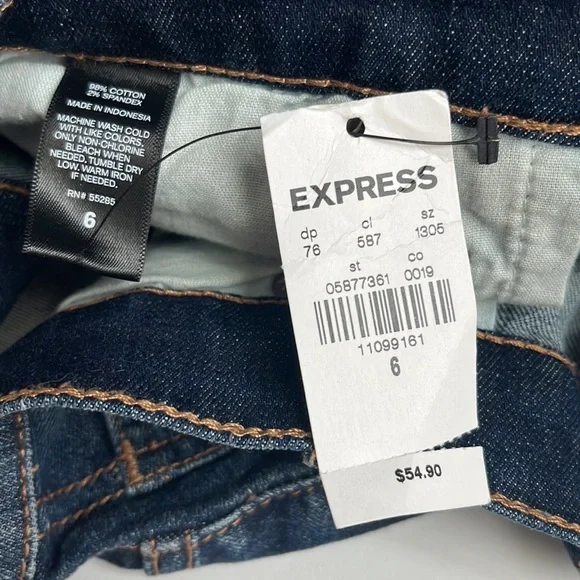 98% COTTON
2% SPANDEX
MADE IN INDONESIA
MACHINE WASH COLD
WITH LIKE COLORS.
ONLY NON-CHLORINE
BLEACH WHEN
NEEDED. TUMBLE DRY
LOW. WARM IRON
IF NEEDED.
RN# 55285
6
EXPRESS
dp cl sz
76 587 1305
st co
05877361 0019
11099161
6
$54.90